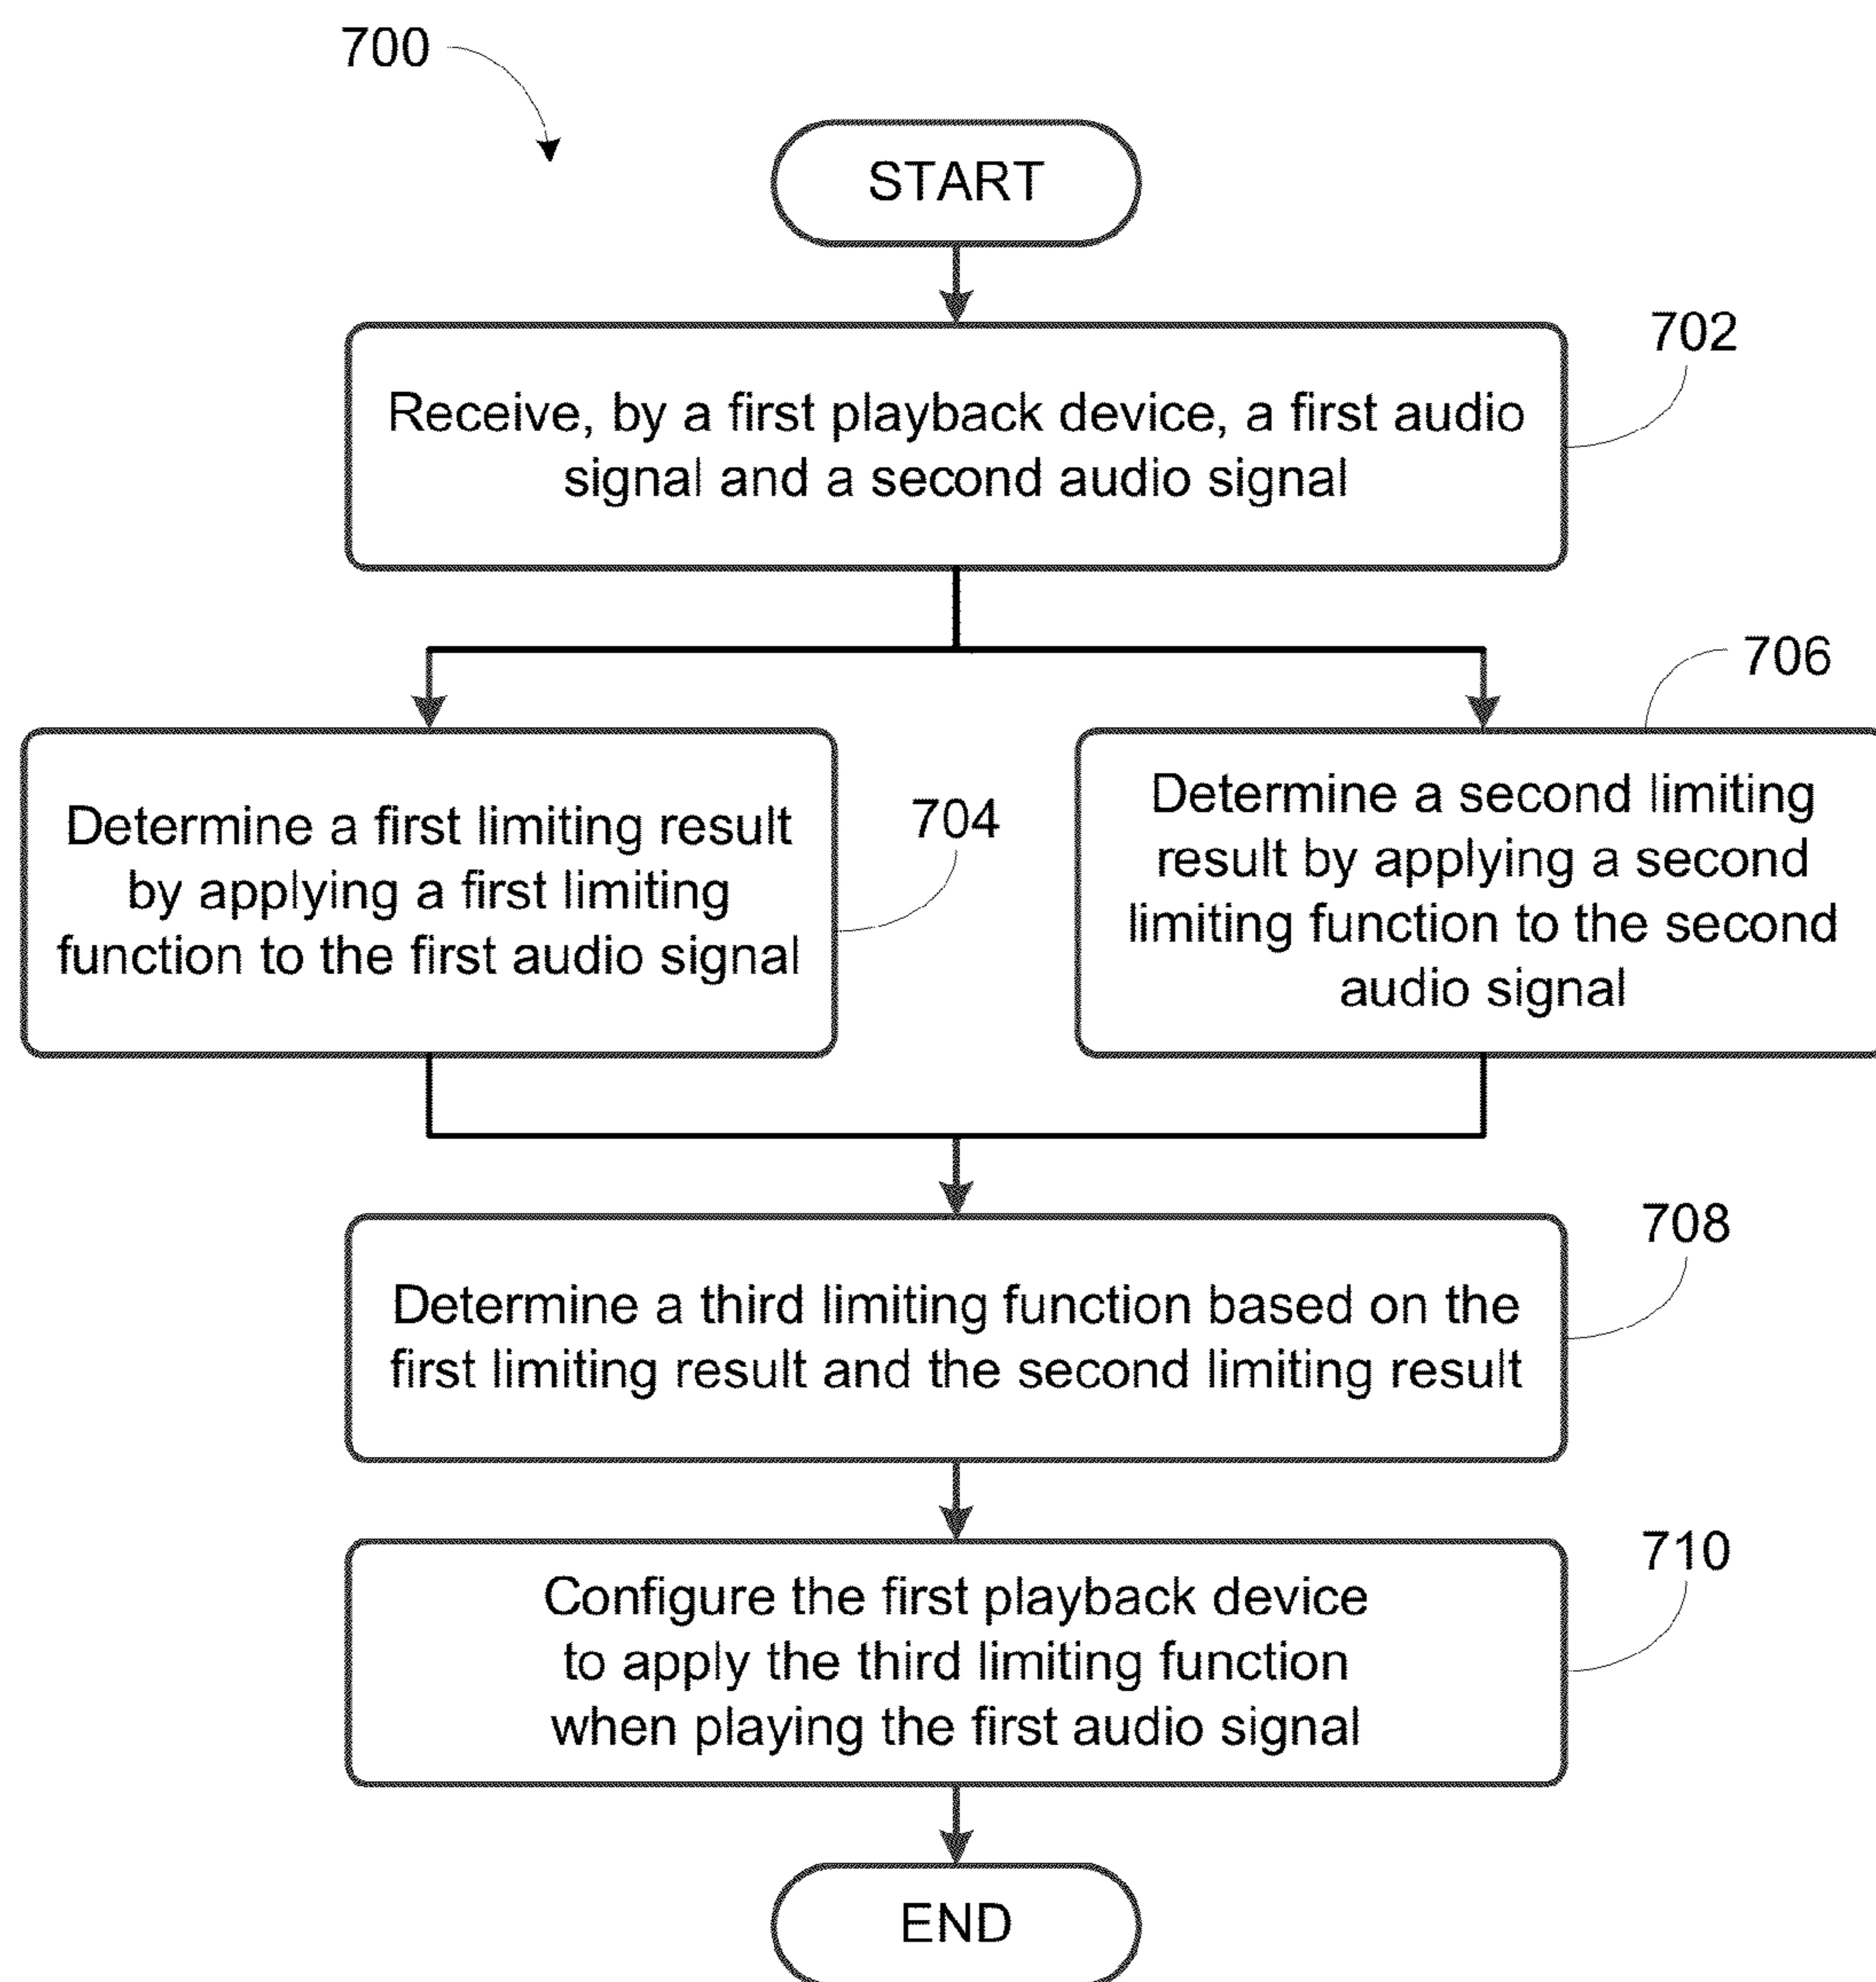 700
START
702
Receive, by a first playback device, a first audio
signal and a second audio signal
706
704
Determine a first limiting result
by applying a first limiting
function to the first audio signal
Determine a second limiting
result by applying a second
limiting function to the second
audio signal
708
Determine a third limiting function based on the
first limiting result and the second limiting result
710
Configure the first playback device
to apply the third limiting function
when playing the first audio signal
END